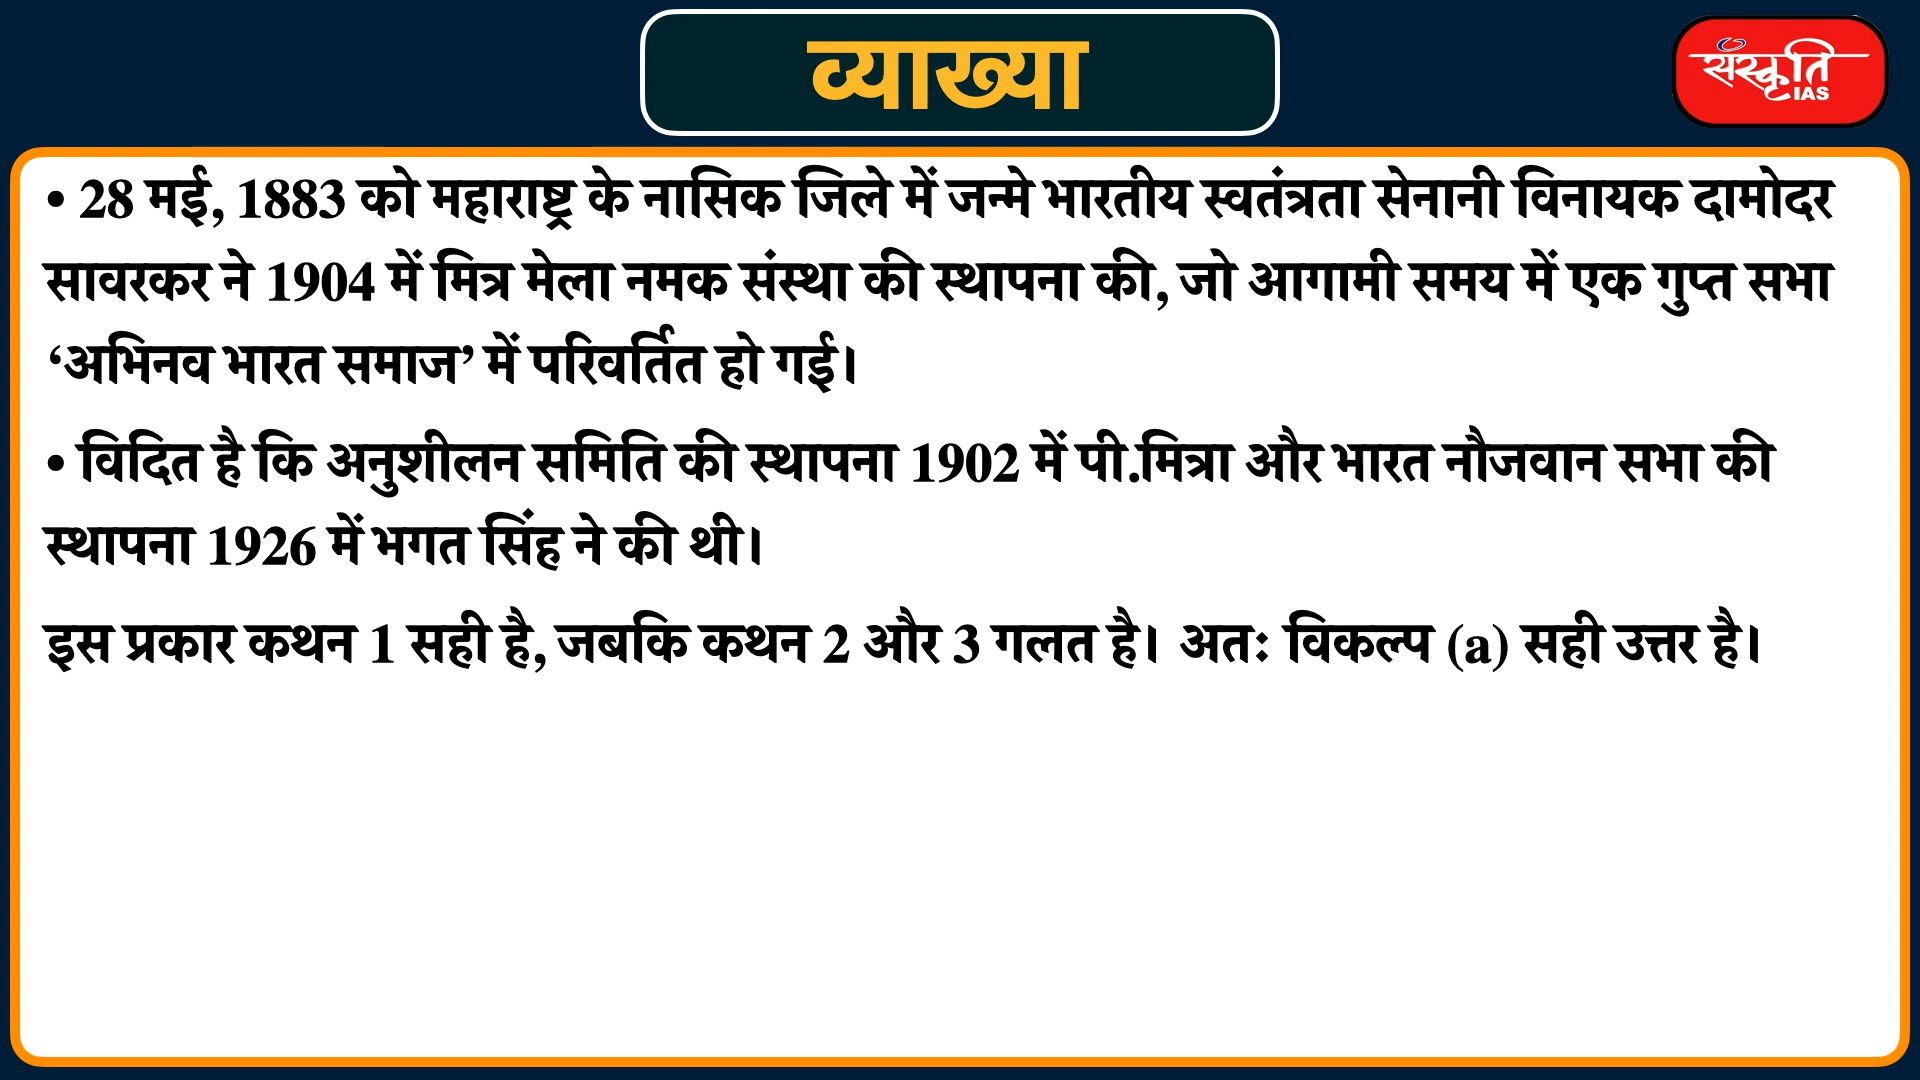 व्याख्या
संस्कृति
IAS
• 28 मई, 1883 को महाराष्ट्र के नासिक जिले में जन्मे भारतीय स्वतंत्रता सेनानी विनायक दामोदर
सावरकर ने 1904 में मित्र मेला नमक संस्था की स्थापना की, जो आगामी समय में एक गुप्त सभा
‘अभिनव भारत समाज’ में परिवर्तित हो गई।
• विदित है कि अनुशीलन समिति की स्थापना 1902 में पी.मित्रा और भारत नौजवान सभा की
स्थापना 1926 में भगत सिंह ने की थी।
इस प्रकार कथन 1 सही है, जबकि कथन 2 और 3 गलत है। अतः विकल्प (a) सही उत्तर है।